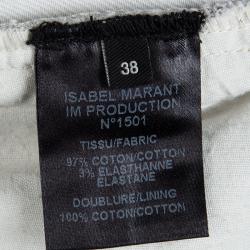 38
ISABEL MARANT
IM PRODUCTION
N°1501
TISSU/FABRIC
97% COTON/COTTON
3% ELASTHANNE
ELASTANE
DOUBLURE/LINING
100% COTON/COTTON